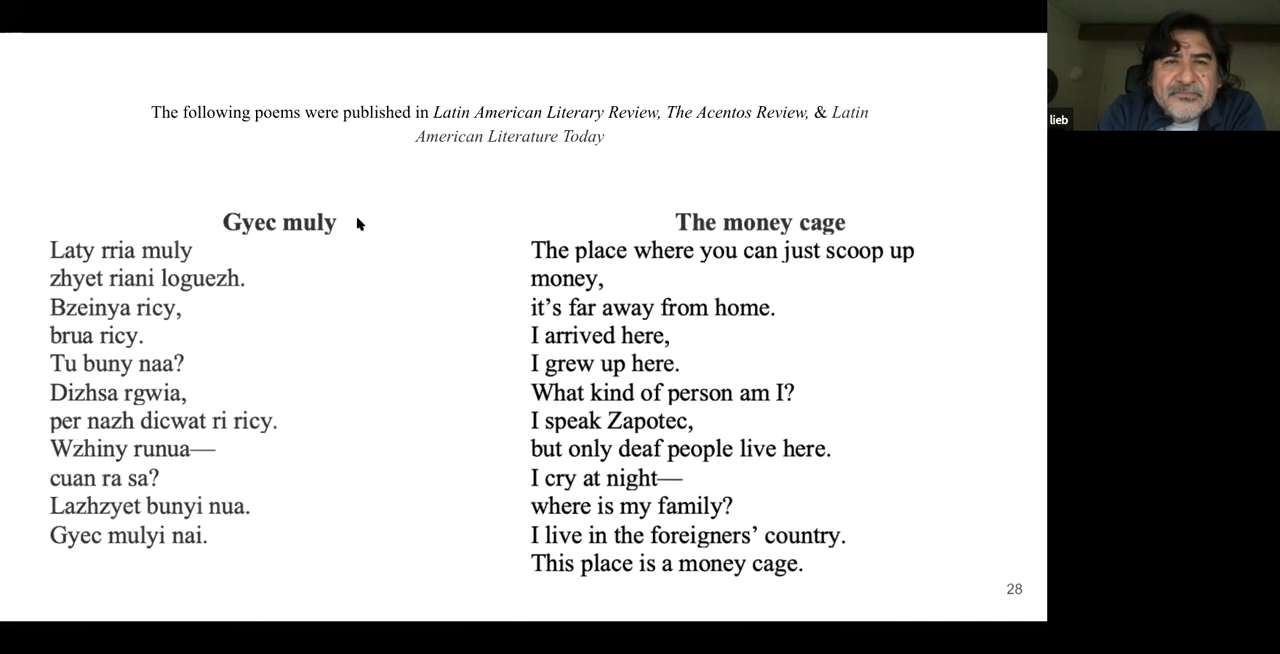 The following poems were published in Latin American Literary Review, The Acentos Review, & Latin
American Literature Today
Gyec muly
Laty rria muly
zhyet riani loguezh.
Bzeinya ricy,
brua ricy.
Tu buny naa?
Dizhsa rgwia,
per nazh dicwat ri ricy.
Wzhiny runua—
cuan ra sa?
Lazhzyet bunyi nua.
Gyec mulyi nai.
The money cage
The place where you can just scoop up
money,
it’s far away from home.
I arrived here,
I grew up here.
What kind of person am I?
I speak Zapotec,
but only deaf people live here.
I cry at night—
where is my family?
I live in the foreigners’ country.
This place is a money cage.
28
lieb